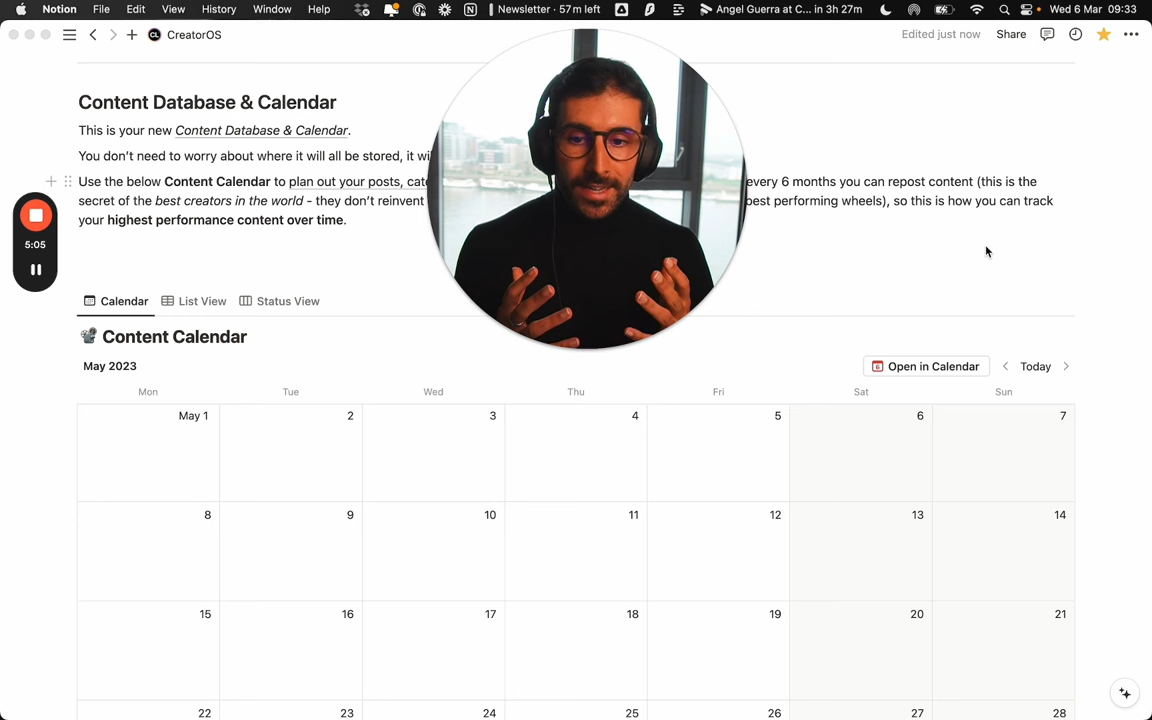 Notion File Edit View History Window Help Newsletter · 57 m left Angel Guerra at C... in 3h 27m Wed 6 Mar 09:33
CreatorOS Edited just now Share
Content Database & Calendar
This is your new Content Database & Calendar.
You don't need to worry about where it will all be stored, it wi
Use the below Content Calendar to plan out your posts, cate every 6 months you can repost content (this is the
secret of the best creators in the world - they don't reinvent best performing wheels), so this is how you can track
your highest performance content over time.
5:05
Calendar List View Status View
Content Calendar
May 2023 6 Open in Calendar Today
Mon Tue Wed Thu Fri Sat Sun
May 1 2 3 4 5 6 7
8 9 10 11 12 13 14
15 16 17 18 19 20 21
22 23 24 25 26 27 28